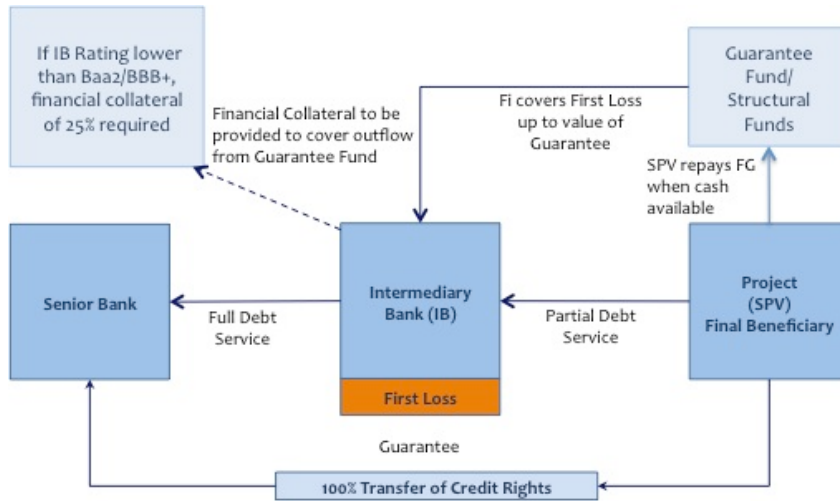 If IB Rating lower
than Baa2/BBB+,
financial collateral
of 25% required
Financial Collateral to be
provided to cover outflow
from Guarantee Fund
Fi covers First Loss
up to value of
Guarantee
Guarantee
Fund/
Structural
Funds
SPV repays FG
when cash
available
Senior Bank
Full Debt
Service
Intermediary
Bank (IB)
First Loss
Partial Debt
Service
Project
(SPV)
Final Beneficiary
Guarantee
100% Transfer of Credit Rights